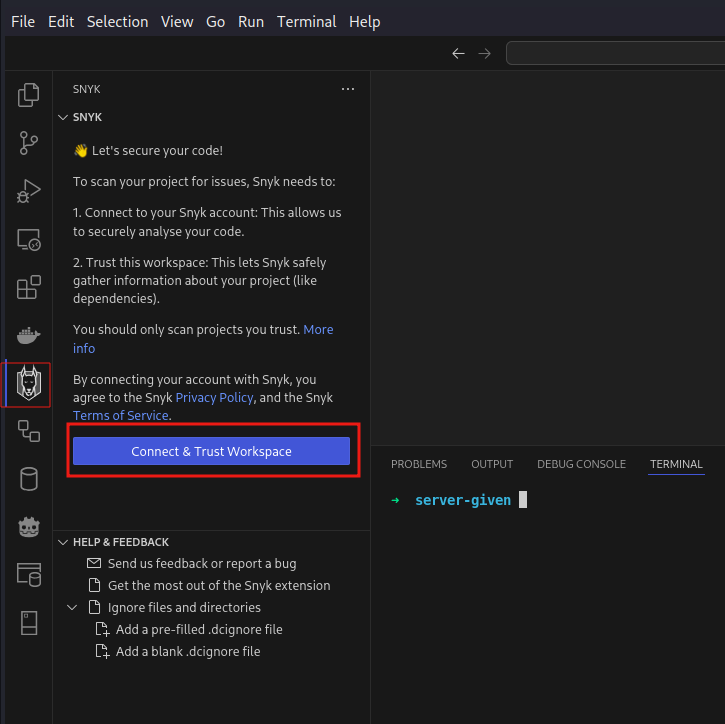 File Edit Selection View Go Run Terminal Help
SNYK
SNYK
👋 Let's secure your code!
To scan your project for issues, Snyk needs to:
1. Connect to your Snyk account: This allows us
to securely analyse your code.
2. Trust this workspace: This lets Snyk safely
gather information about your project (like
dependencies).
You should only scan projects you trust. More
info
By connecting your account with Snyk, you
agree to the Snyk Privacy Policy, and the Snyk
Terms of Service.
Connect & Trust Workspace
HELP & FEEDBACK
Send us feedback or report a bug
Get the most out of the Snyk extension
Ignore files and directories
Add a pre-filled .dcignore file
Add a blank .dcignore file
PROBLEMS OUTPUT DEBUG CONSOLE TERMINAL
➜ server-given